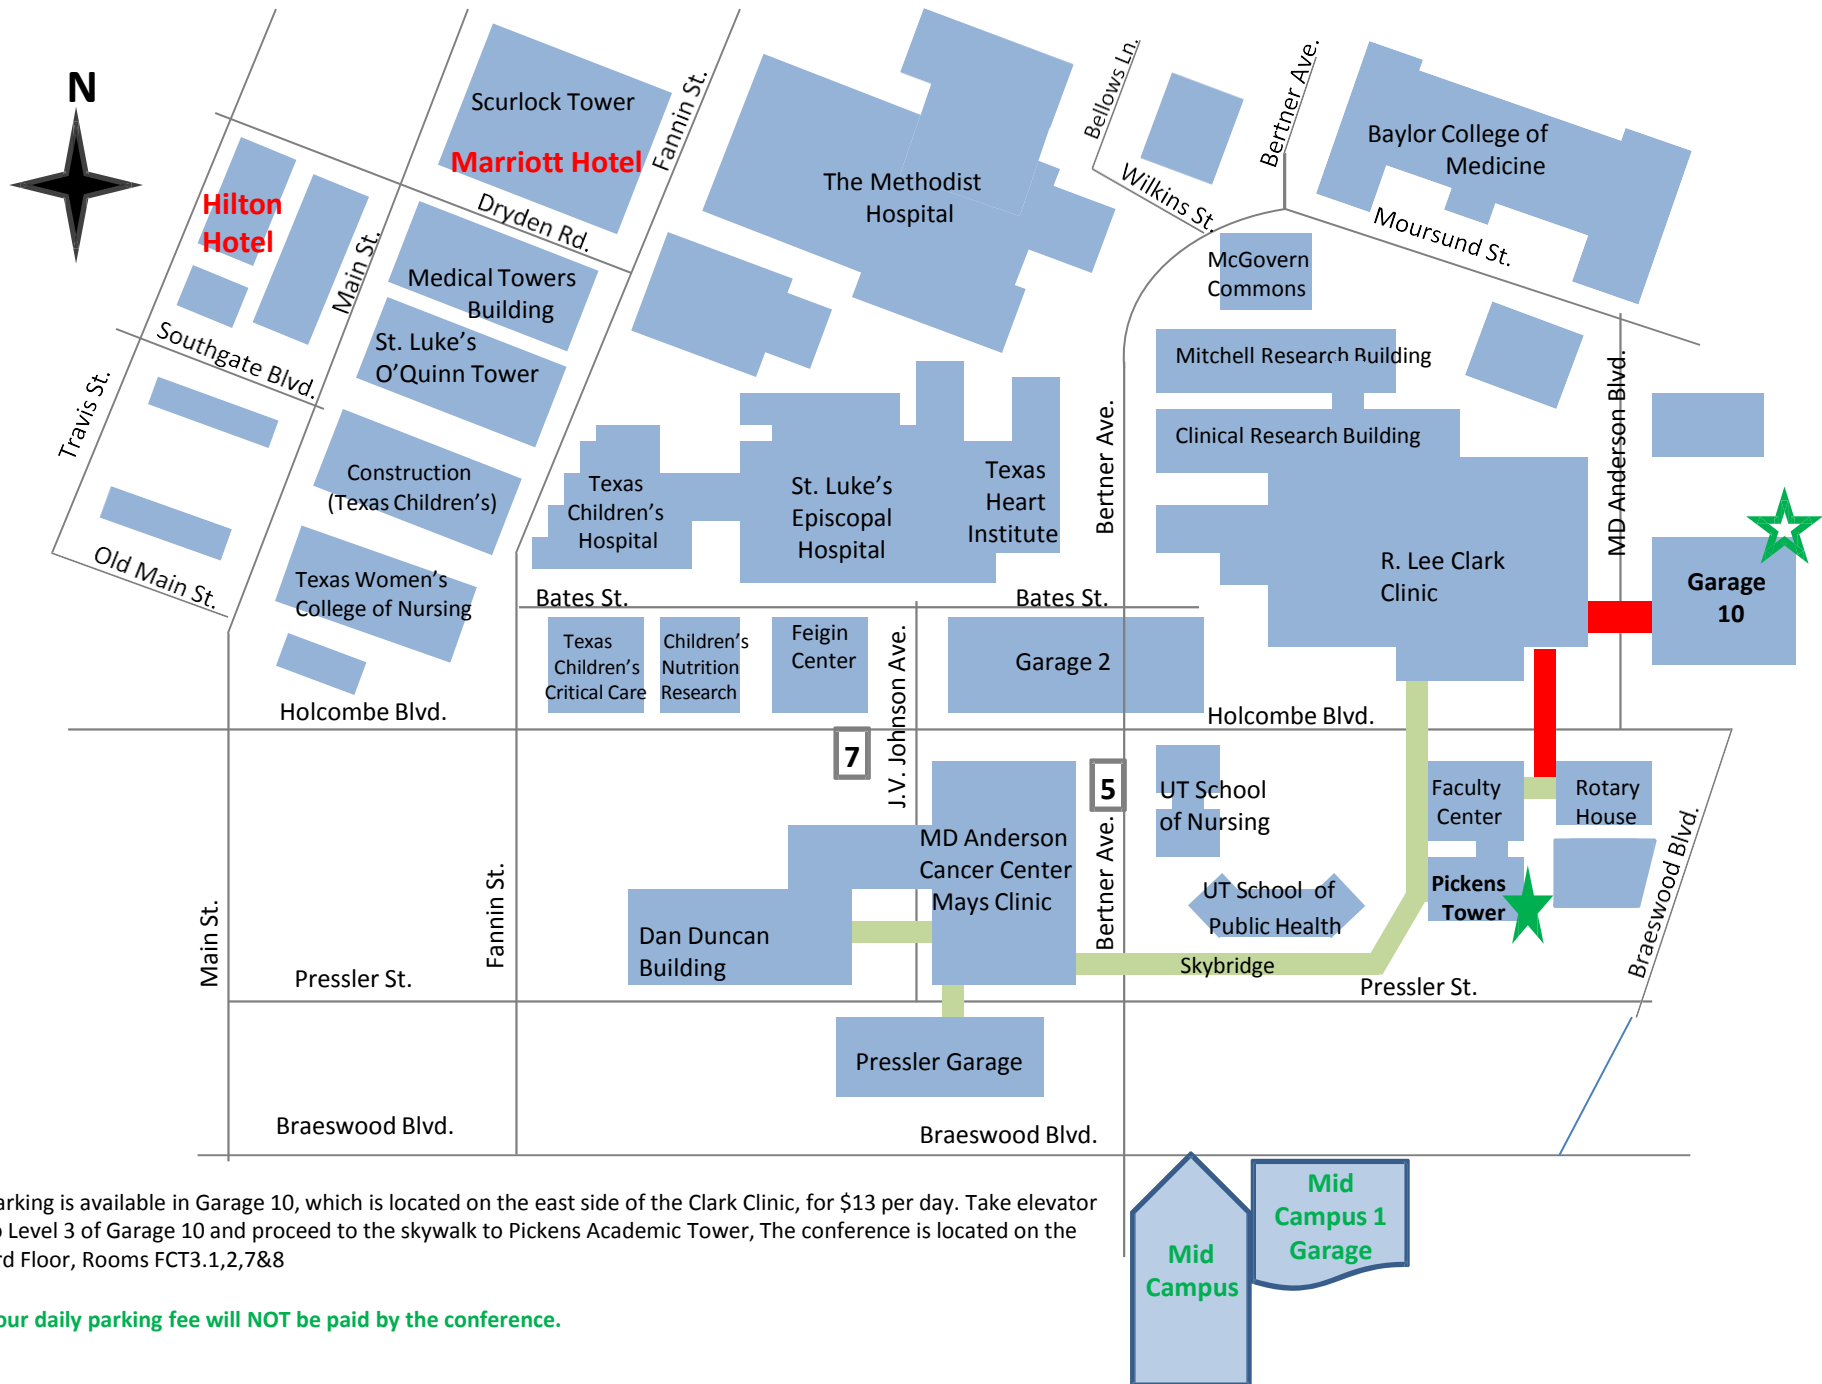 N
Scurlock Tower
Marriott Hotel
Fannin St.
Hilton
Hotel
Dryden Rd.
Main St.
Medical Towers
Building
St. Luke's
O'Quinn Tower
Southgate Blvd.
Travis St.
Construction
(Texas Children's)
Old Main St.
Texas Women's
College of Nursing
The Methodist
Hospital
Bellows Ln.
Wilkins St.
Bertner Ave.
Baylor College of
Medicine
Moursund St.
McGovern
Commons
Mitchell Research Building
Clinical Research Building
MD Anderson Blvd.
Bertner Ave.
Texas
Children's
Hospital
St. Luke's
Episcopal
Hospital
Texas
Heart
Institute
R. Lee Clark
Clinic
Garage
10
Bates St.
Bates St.
Texas
Children's
Critical Care
Children's
Nutrition
Research
Feigin
Center
J.V. Johnson Ave.
Garage 2
Holcombe Blvd.
Holcombe Blvd.
7
5
UT School
of Nursing
Faculty
Center
Rotary
House
MD Anderson
Cancer Center
Mays Clinic
Bertner Ave.
UT School of
Public Health
Pickens
Tower
Braeswood Blvd.
Main St.
Fannin St.
Dan Duncan
Building
Skybridge
Pressler St.
Pressler St.
Pressler Garage
Braeswood Blvd.
Braeswood Blvd.
Mid
Campus
Mid
Campus 1
Garage
arking is available in Garage 10, which is located on the east side of the Clark Clinic, for $13 per day. Take elevator
o Level 3 of Garage 10 and proceed to the skywalk to Pickens Academic Tower, The conference is located on the
rd Floor, Rooms FCT3.1,2,7&8
our daily parking fee will NOT be paid by the conference.